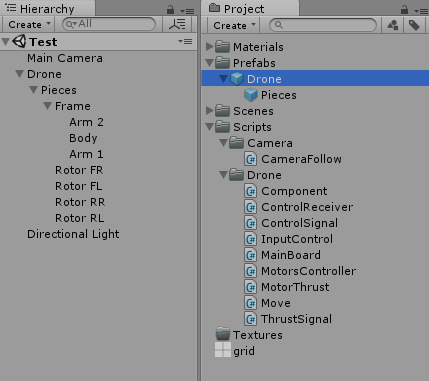 Hierarchy
Create
All
Test
Main Camera
Drone
Pieces
Frame
Arm 2
Body
Arm 1
Rotor FR
Rotor FL
Rotor RR
Rotor RL
Directional Light
Project
Create
Materials
Prefabs
Drone
Pieces
Scenes
Scripts
Camera
CameraFollow
Drone
Component
ControlReceiver
ControlSignal
InputControl
MainBoard
MotorsController
MotorThrust
Move
ThrustSignal
Textures
grid